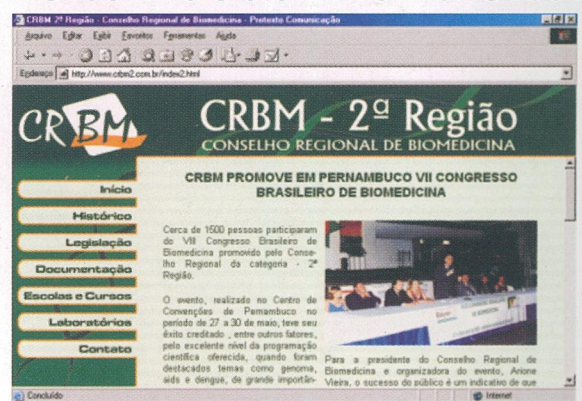 CRBM 2ª Região - Conselho Regional de Biomedicina - Pretexto Comunicação
Arquivo Editar Exibir Favoritos Ferramentas Ajuda
Endereço http://www.crbm2.com.br/index2.html
CRBM
CRBM - 2ª Região
CONSELHO REGIONAL DE BIOMEDICINA
Início
Histórico
Legislação
Documentação
Escolas e Cursos
Laboratórios
Contato
CRBM PROMOVE EM PERNAMBUCO VII CONGRESSO
BRASILEIRO DE BIOMEDICINA
Cerca de 1500 pessoas participaram
do VIII Congresso Brasileiro de
Biomedicina promovido pelo Conse-
lho Regional da categoria - 2ª
Região.
O evento, realizado no Centro de
Convenções de Pernambuco no
período de 27 a 30 de maio, teve seu
êxito creditado , entre outros fatores,
pelo excelente nível da programação
científica oferecida, quando foram
destacados temas como genoma,
aids e dengue, de grande importân-
Para a presidente do Conselho Regional de
Biomedicina e organizadora do evento, Arione
Vieira, o sucesso do público é um indicativo de que
Concluído
Internet